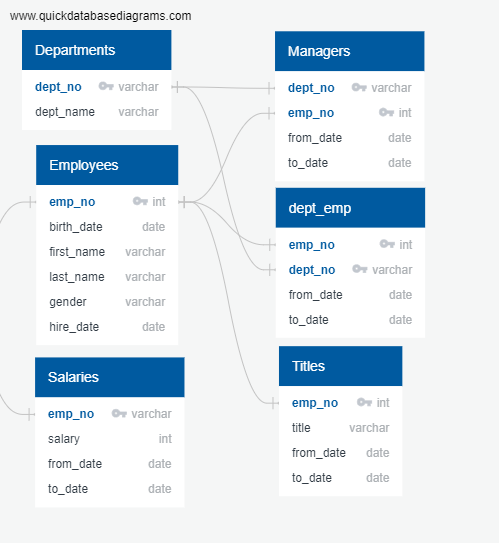 www.quickdatabasediagrams.com
Departments
dept_no varchar
dept_name varchar
Employees
emp_no int
birth_date date
first_name varchar
last_name varchar
gender varchar
hire_date date
Salaries
emp_no varchar
salary int
from_date date
to_date date
Managers
dept_no varchar
emp_no int
from_date date
to_date date
dept_emp
emp_no int
dept_no varchar
from_date date
to_date date
Titles
emp_no int
title varchar
from_date date
to_date date